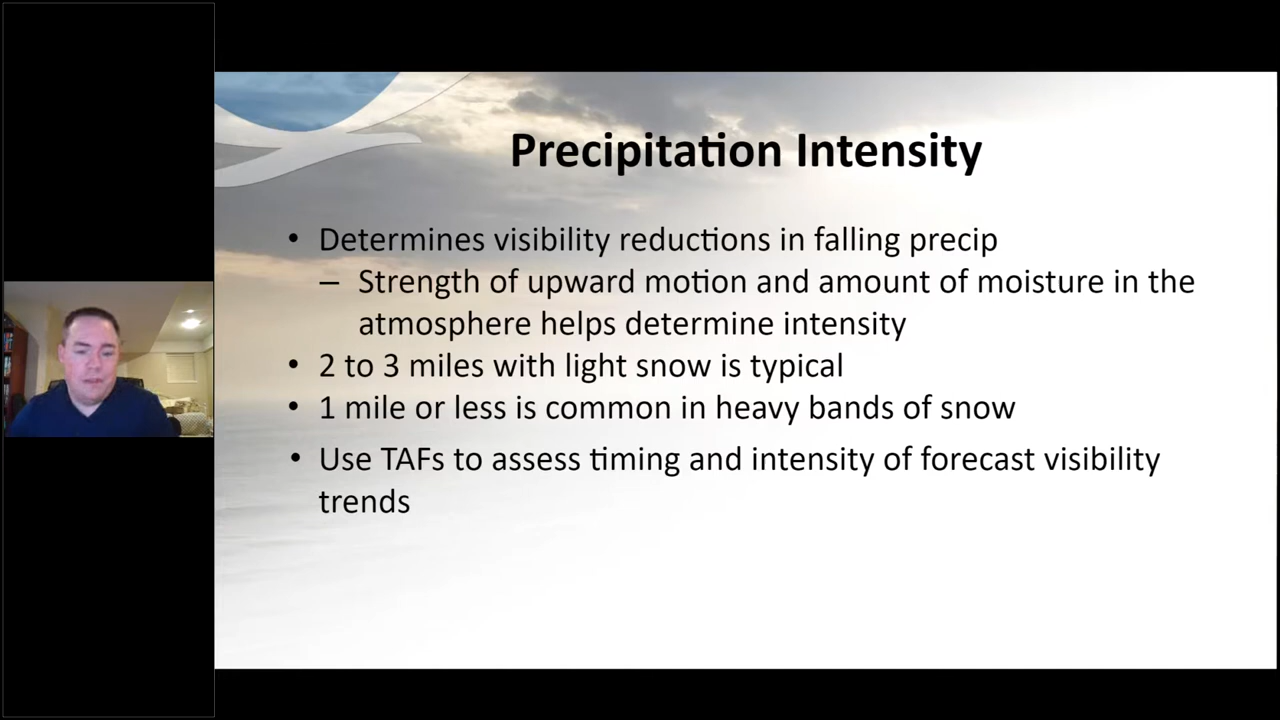 Precipitation Intensity
• Determines visibility reductions in falling precip
– Strength of upward motion and amount of moisture in the
atmosphere helps determine intensity
• 2 to 3 miles with light snow is typical
• 1 mile or less is common in heavy bands of snow
• Use TAFs to assess timing and intensity of forecast visibility
trends